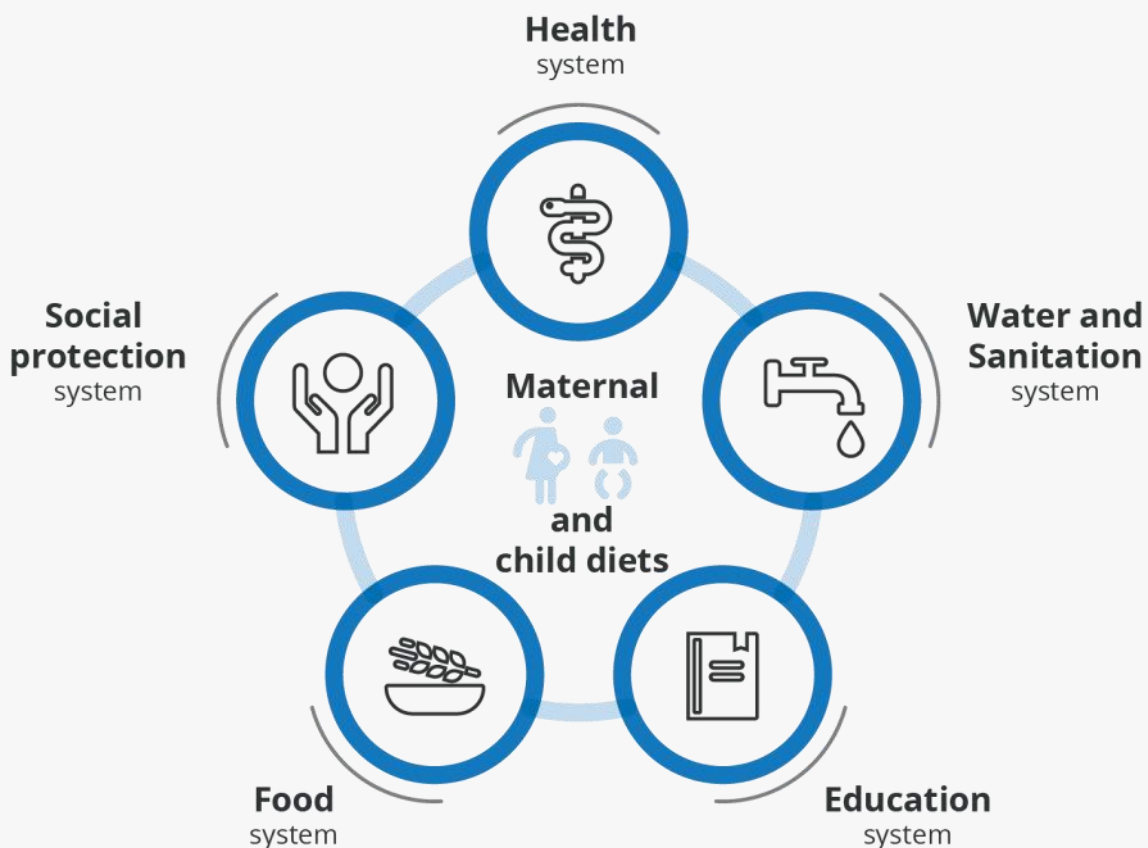 Health
system
Social
protection
system
Water and
Sanitation
system
Maternal
and
child diets
Food
system
Education
system